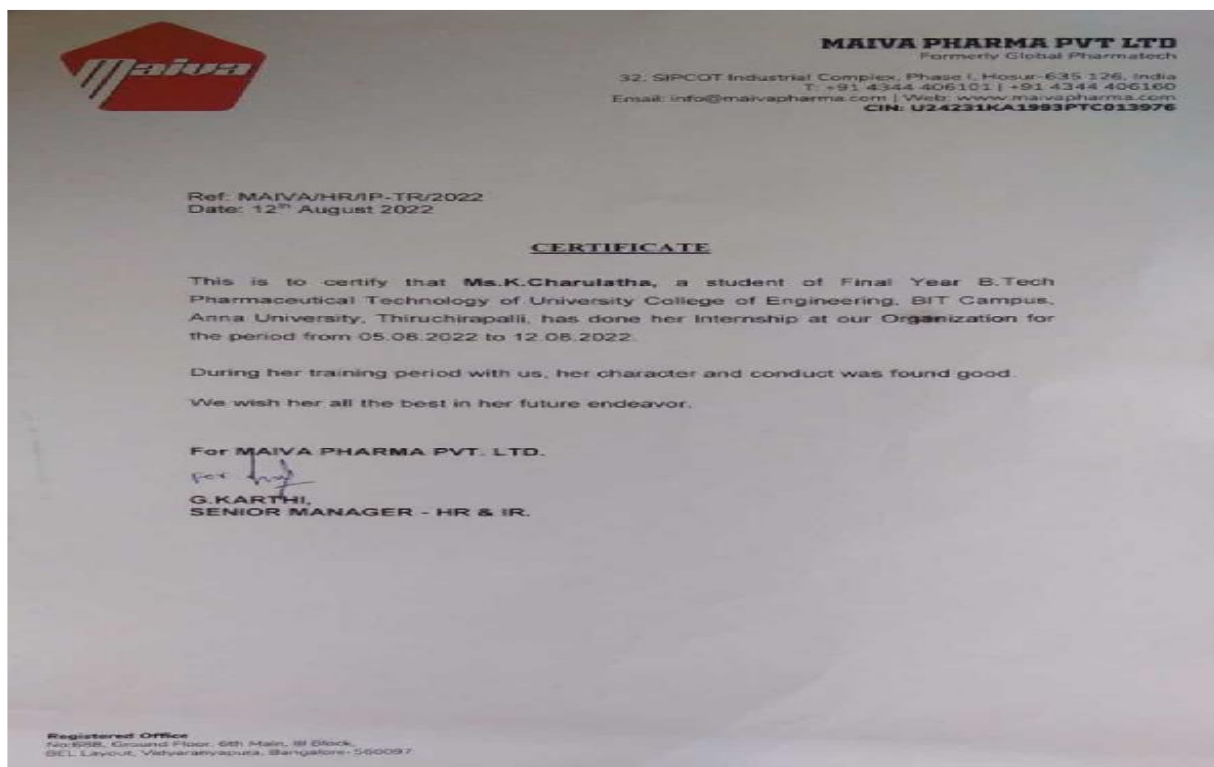 Maiva
MAIVA PHARMA PVT LTD
Formerly Global Pharmatech
32, SIPCOT Industrial Complex, Phase I, Hosur-635 126, India
T: +91 4344 406101 | +91 4344 406160
Email: info@maivapharma.com | Web: www.maivapharma.com
CIN: U24231KA1993PTC013976
Ref: MAIVA/HR/IP-TR/2022
Date: 12th August 2022
CERTIFICATE
This is to certify that Ms.K.Charulatha, a student of Final Year B.Tech
Pharmaceutical Technology of University College of Engineering, BIT Campus,
Anna University, Thiruchirapalli, has done her Internship at our Organization for
the period from 05.08.2022 to 12.08.2022.
During her training period with us, her character and conduct was found good.
We wish her all the best in her future endeavor.
For MAIVA PHARMA PVT. LTD.
For
G.KARTHI,
SENIOR MANAGER - HR & IR.
Registered Office
No:688, Ground Floor, 6th Main, III Block,
BEL Layout, Vidyaranyapura, Bangalore-560097